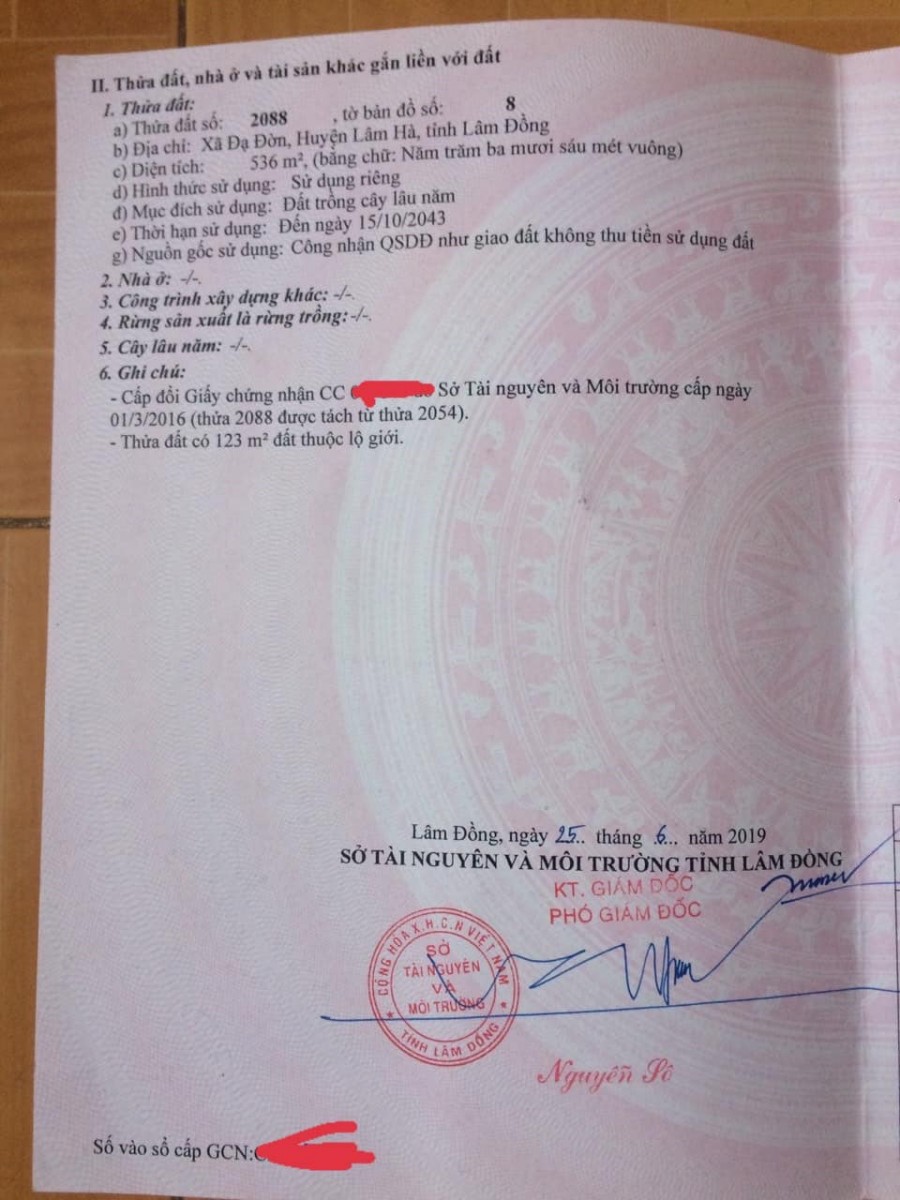 II. Thửa đất, nhà ở và tài sản khác gắn liền với đất
1. Thửa đất:
a) Thửa đất số: 2088 , tờ bản đồ số: 8
b) Địa chỉ: Xã Đạ Đờn, Huyện Lâm Hà, tỉnh Lâm Đồng
c) Diện tích: 536 m², (bằng chữ: Năm trăm ba mươi sáu mét vuông)
d) Hình thức sử dụng: Sử dụng riêng
đ) Mục đích sử dụng: Đất trồng cây lâu năm
e) Thời hạn sử dụng: Đến ngày 15/10/2043
g) Nguồn gốc sử dụng: Công nhận QSDĐ như giao đất không thu tiền sử dụng đất
2. Nhà ở: -/-.
3. Công trình xây dựng khác: -/-.
4. Rừng sản xuất là rừng trồng: -/-.
5. Cây lâu năm: -/-.
6. Ghi chú:
- Cấp đổi Giấy chứng nhận CC Sở Tài nguyên và Môi trường cấp ngày
01/3/2016 (thửa 2088 được tách từ thửa 2054).
- Thửa đất có 123 m² đất thuộc lộ giới.
Lâm Đồng, ngày 25.. tháng .6... năm 2019
SỞ TÀI NGUYÊN VÀ MÔI TRƯỜNG TỈNH LÂM ĐỒNG
KT. GIÁM ĐỐC
PHÓ GIÁM ĐỐC
CỘNG HÒA X.H.C.N VIỆT NAM
SỞ
TÀI NGUYÊN
VÀ
MÔI TRƯỜNG
TỈNH LÂM ĐỒNG
Số vào sổ cấp GCN: